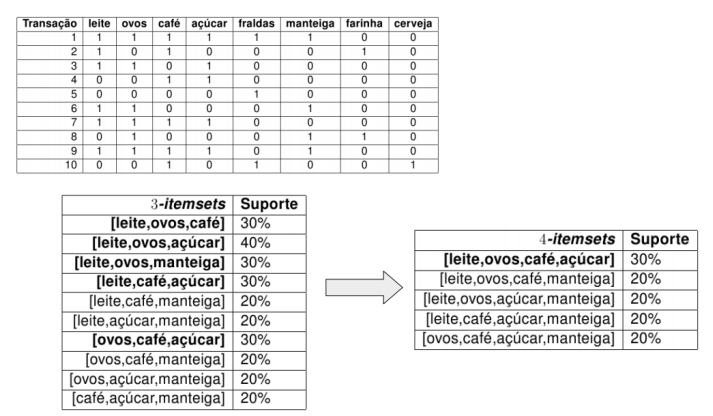 Transação leite ovos café açúcar fraldas manteiga farinha cerveja
1 1 1 1 1 1 1 0 0
2 1 0 1 1 0 0 1 0
3 1 1 0 1 0 0 0 0
4 0 0 1 1 0 0 0 0
5 0 0 0 0 1 0 0 0
6 1 1 0 0 0 1 0 0
7 1 1 1 1 0 0 0 0
8 0 1 0 0 0 1 1 0
9 1 1 1 1 0 1 0 0
10 0 0 1 0 1 0 0 1
3-itemsets Suporte
[leite,ovos,café] 30%
[leite,ovos,açúcar] 40%
[leite,ovos,manteiga] 30%
[leite,café,açúcar] 30%
[leite,café,manteiga] 20%
[leite,açúcar,manteiga] 20%
[ovos,café,açúcar] 30%
[ovos,café,manteiga] 20%
[ovos,açúcar,manteiga] 20%
[café,açúcar,manteiga] 20%
4-itemsets Suporte
[leite,ovos,café,açúcar] 30%
[leite,ovos,café,manteiga] 20%
[leite,ovos,açúcar,manteiga] 20%
[leite,café,açúcar,manteiga] 20%
[ovos,café,açúcar,manteiga] 20%